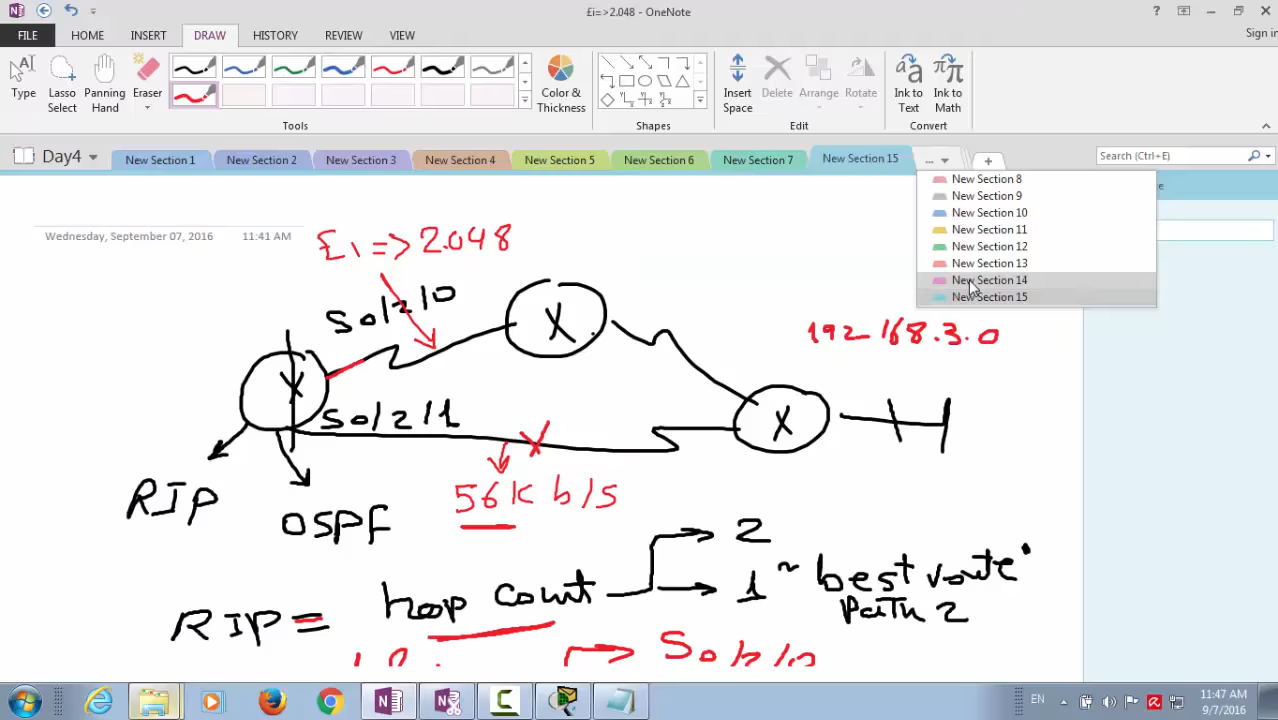 £i=>2.048 - OneNote
Sign in
FILE HOME INSERT DRAW HISTORY REVIEW VIEW
Type
Lasso Select
Panning Hand
Eraser
Color & Thickness
Insert Space
Delete
Arrange
Rotate
Ink to Text
Ink to Math
Tools Shapes Edit Convert
Day4
New Section 1 New Section 2 New Section 3 New Section 4 New Section 5 New Section 6 New Section 7 New Section 15 ...
Search (Ctrl+E)
New Section 8
New Section 9
New Section 10
New Section 11
New Section 12
New Section 13
New Section 14
New Section 15
Wednesday, September 07, 2016 11:41 AM
£1 => 2.048
So/2/0
X
192.168.3.0
X
So/2/1
X
56K b/s
RIP
OSPF
2
RIP= hop count
1 ~ best route
path 2
EN
11:47 AM
9/7/2016